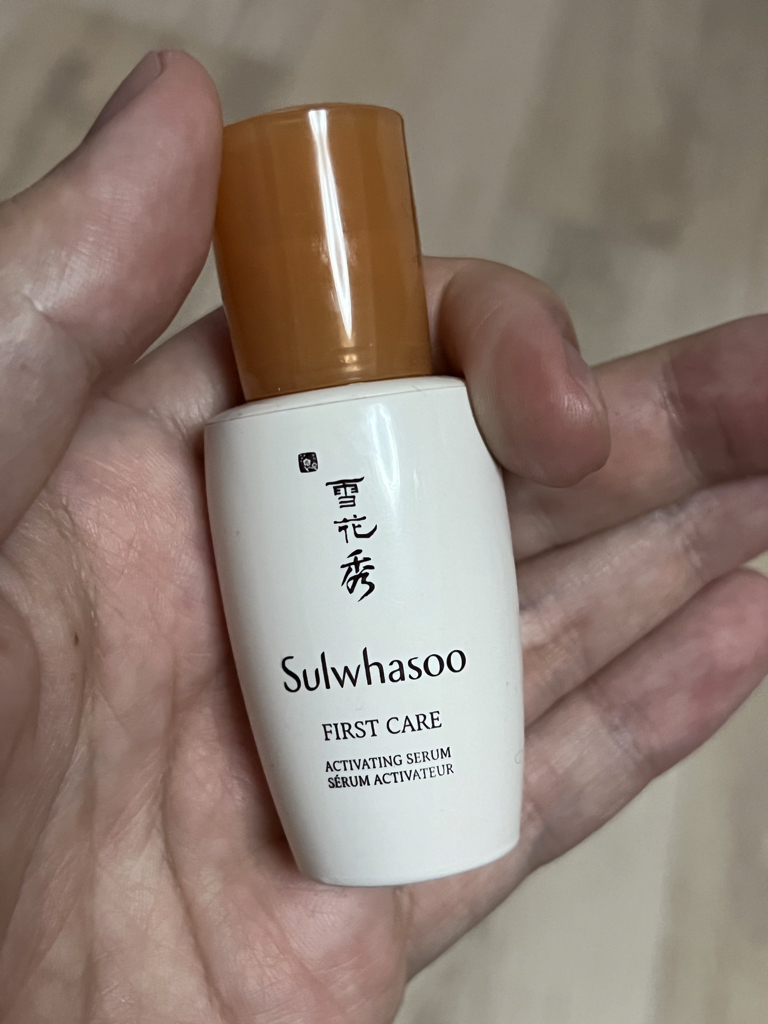 雪
花
秀
Sulwhasoo
FIRST CARE
ACTIVATING SERUM
SÉRUM ACTIVATEUR